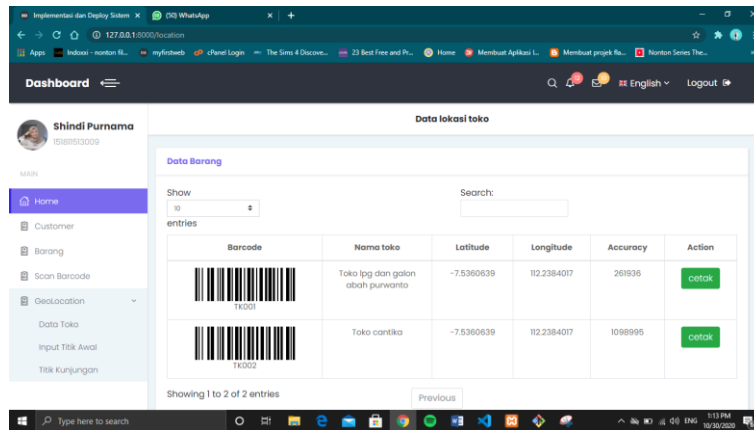 Implementasi dan Deploy Sistem
(50) WhatsApp
127.0.0.1:8000/location
Apps
Indoxxi - nonton fil...
myfirstweb
cPanel Login
The Sims 4 Discove...
23 Best Free and Pr...
Home
Membuat Aplikasi L...
Membuat projek fla...
Nonton Series The...
Dashboard
English
Logout
Shindi Purnama
151811513009
MAIN
Home
Customer
Barang
Scan Barcode
GeoLocation
Data Toko
Input Titik Awal
Titik Kunjungan
Data lokasi toko
Data Barang
Show
10
entries
Search:
Barcode Nama toko Latitude Longitude Accuracy Action
TK001 Toko lpg dan galon abah purwanto -7.5360639 112.2384017 261936 cetak
TK002 Toko cantika -7.5360639 112.2384017 1098995 cetak
Showing 1 to 2 of 2 entries
Previous
Type here to search
ENG
1:13 PM
10/30/2020